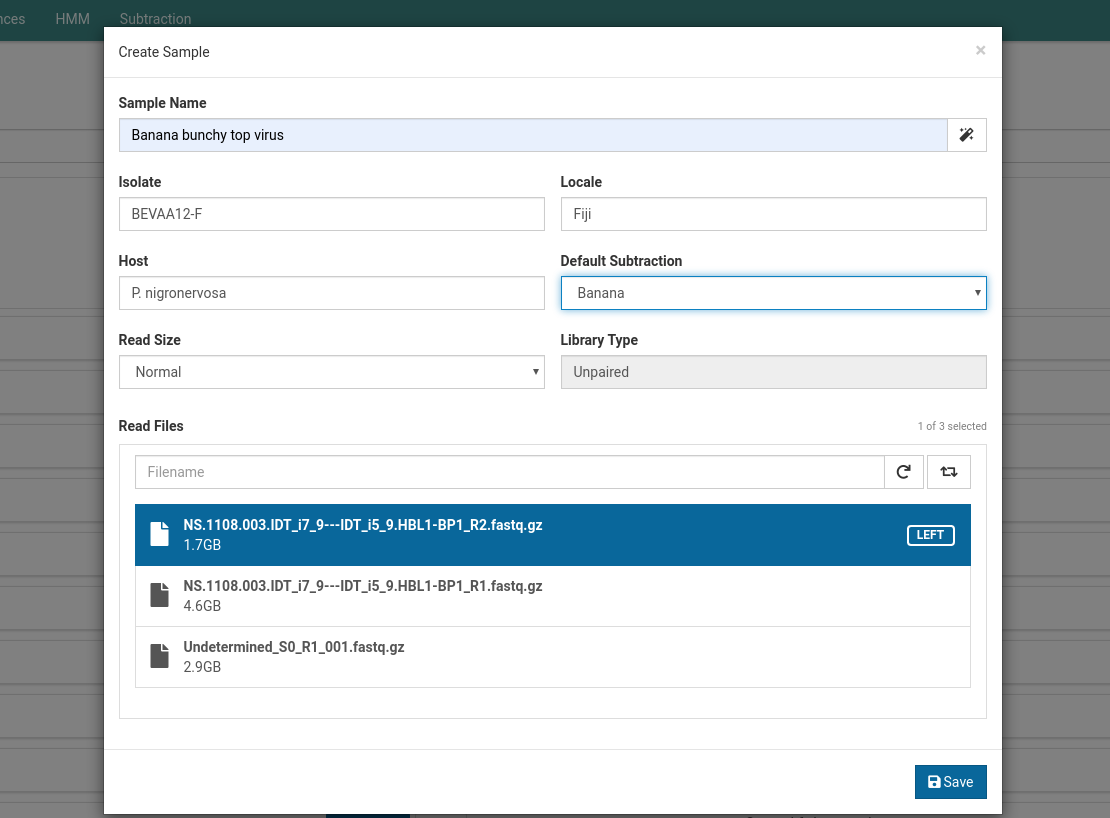 nces HMM Subtraction
Create Sample ×
Sample Name
Banana bunchy top virus
Isolate Locale
BEVAA12-F Fiji
Host Default Subtraction
P. nigronervosa Banana
Read Size Library Type
Normal Unpaired
Read Files 1 of 3 selected
Filename
NS.1108.003.IDT_i7_9---IDT_i5_9.HBL1-BP1_R2.fastq.gz
1.7GB LEFT
NS.1108.003.IDT_i7_9---IDT_i5_9.HBL1-BP1_R1.fastq.gz
4.6GB
Undetermined_S0_R1_001.fastq.gz
2.9GB
Save